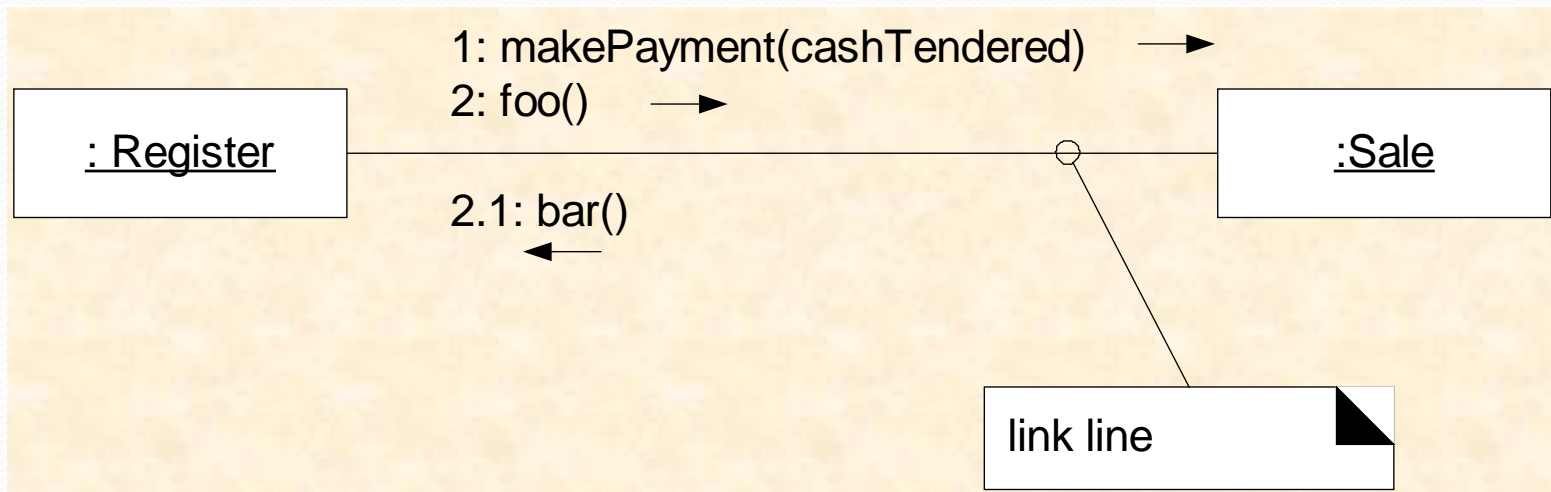 1: makePayment(cashTendered)
2: foo()
: Register
:Sale
2.1: bar()
link line